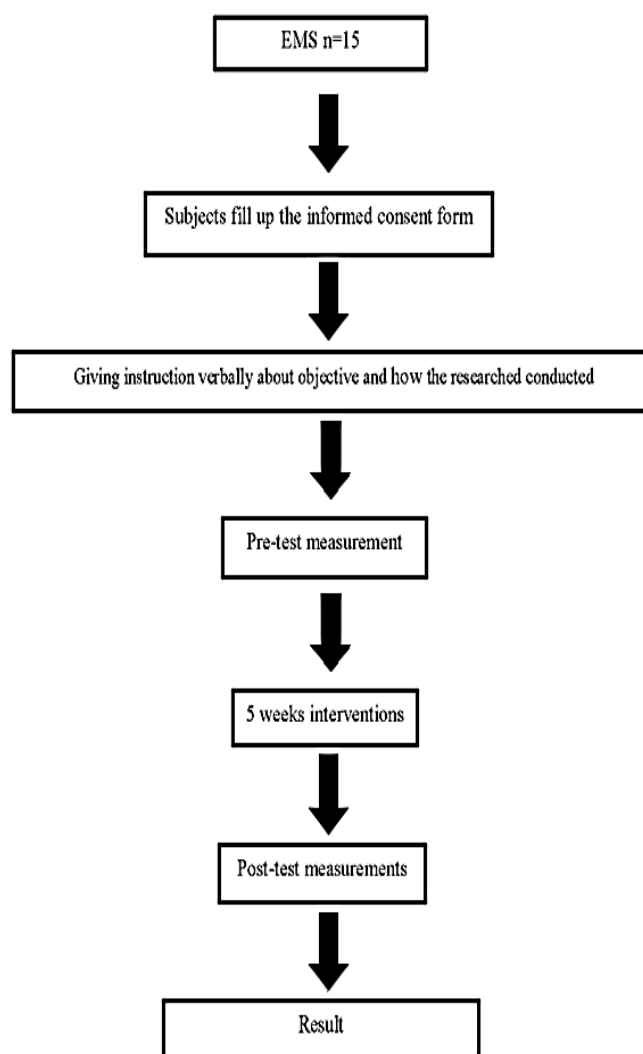 EMS n=15
Subjects fill up the informed consent form
Giving instruction verbally about objective and how the researched conducted
Pre-test measurement
5 weeks interventions
Post-test measurements
Result